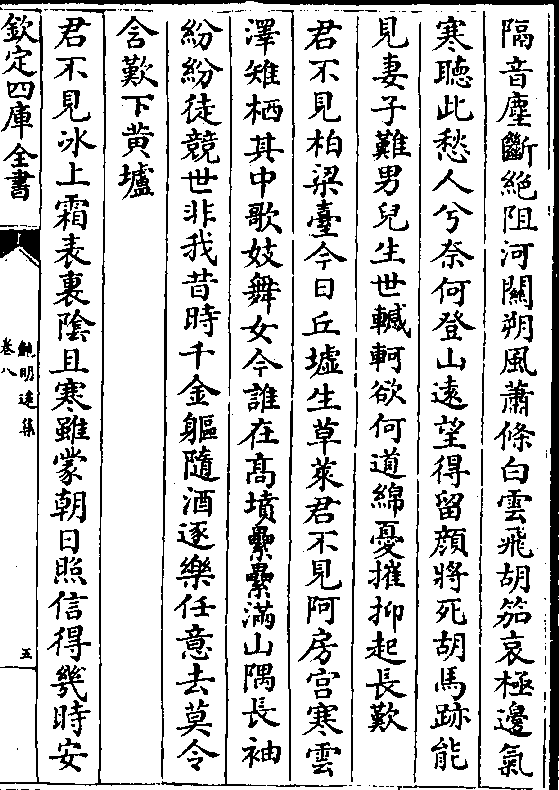 隔音塵斷絶阻河關朔風蕭條白雲飛胡笳哀極邊氣
寒聽此愁人兮奈何登山逺望得留顔將死胡馬跡能
見妻子難男兒生世轗軻欲何道綿憂摧抑起長歎
君不見柏梁臺今日丘墟生草萊君不見阿房宫寒雲
澤雉栖其中歌妓舞女今誰在髙墳纍纍滿山隅長袖
紛紛徒競世非我昔時千金軀隨酒逐樂任意去莫令
含歎下黄壚
君不見冰上霜表裏隂且寒雖蒙朝日照信得幾時安
欽定四庫全書
鮑明逺集
卷八
五